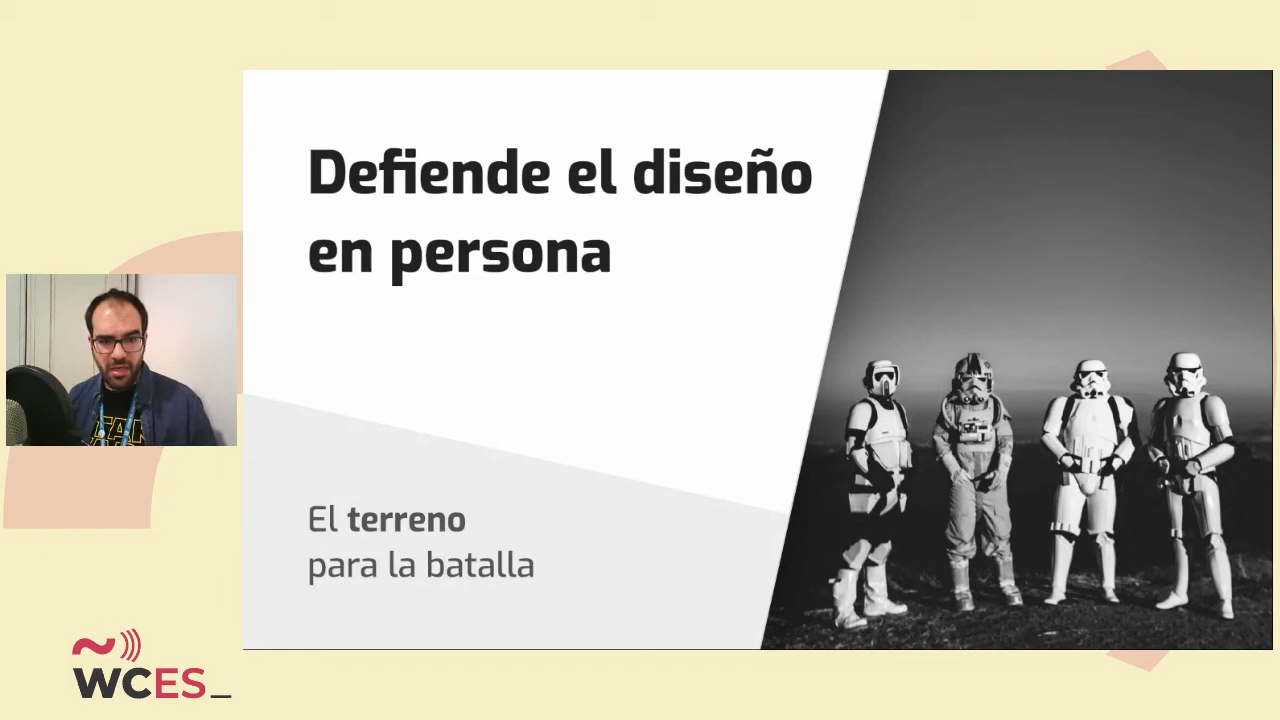 Defiende el diseño
en persona
El terreno
para la batalla
WCES_